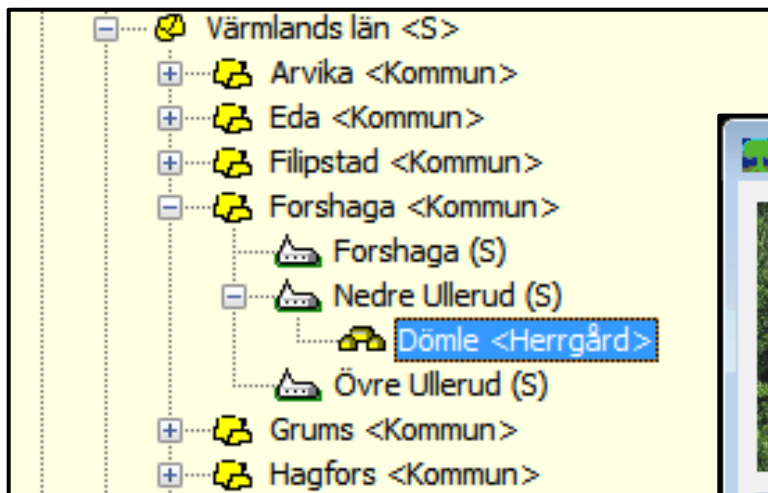 Värmlands län <S>
Arvika <Kommun>
Eda <Kommun>
Filipstad <Kommun>
Forshaga <Kommun>
Forshaga (S)
Nedre Ullerud (S)
Dömle <Herrgård>
Övre Ullerud (S)
Grums <Kommun>
Hagfors <Kommun>